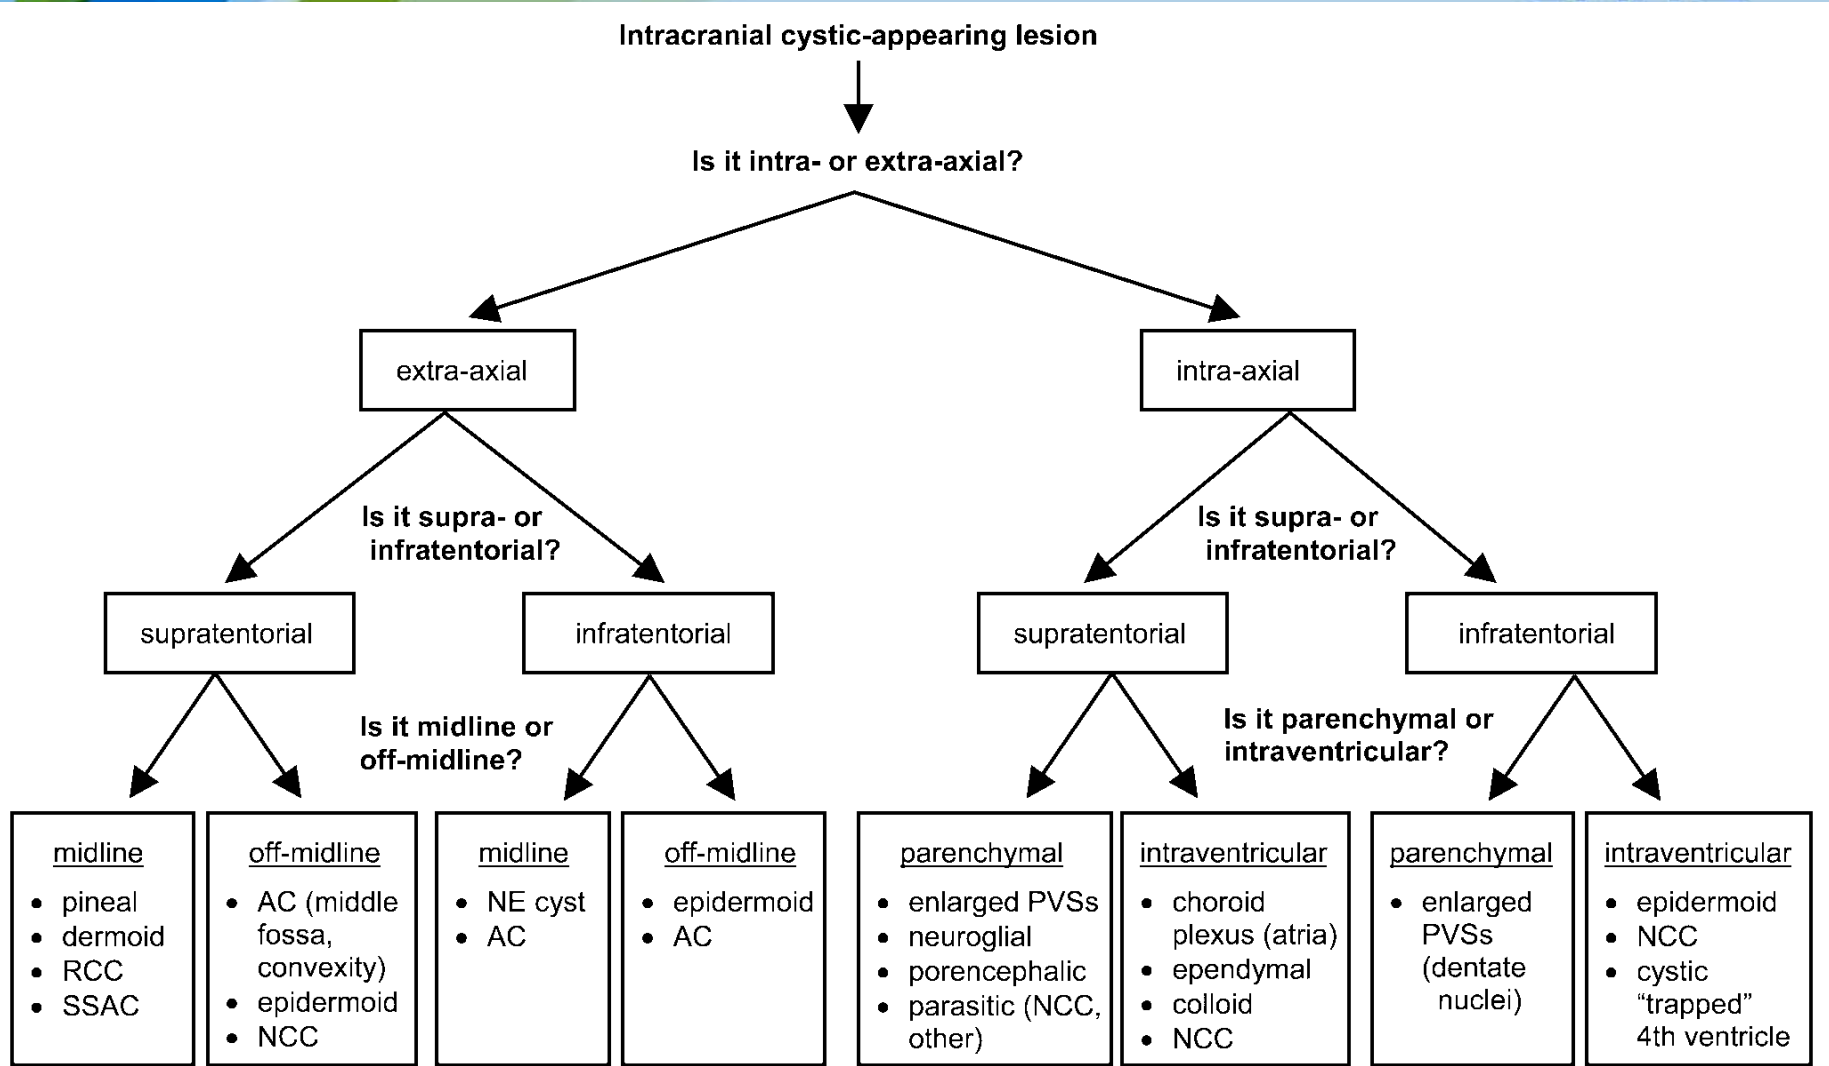 Intracranial cystic-appearing lesion
Is it intra- or extra-axial?
extra-axial
intra-axial
Is it supra- or
infratentorial?
Is it supra- or
infratentorial?
supratentorial
infratentorial
supratentorial
infratentorial
Is it midline or
off-midline?
Is it parenchymal or
intraventricular?
midline
• pineal
• dermoid
• RCC
• SSAC
off-midline
• AC (middle
fossa,
convexity)
• epidermoid
• NCC
midline
• NE cyst
• AC
off-midline
• epidermoid
• AC
parenchymal
• enlarged PVSs
• neuroglial
• porencephalic
• parasitic (NCC,
other)
intraventricular
• choroid
plexus (atria)
• ependymal
• colloid
• NCC
parenchymal
• enlarged
PVSs
(dentate
nuclei)
intraventricular
• epidermoid
• NCC
• cystic
“trapped”
4th ventricle